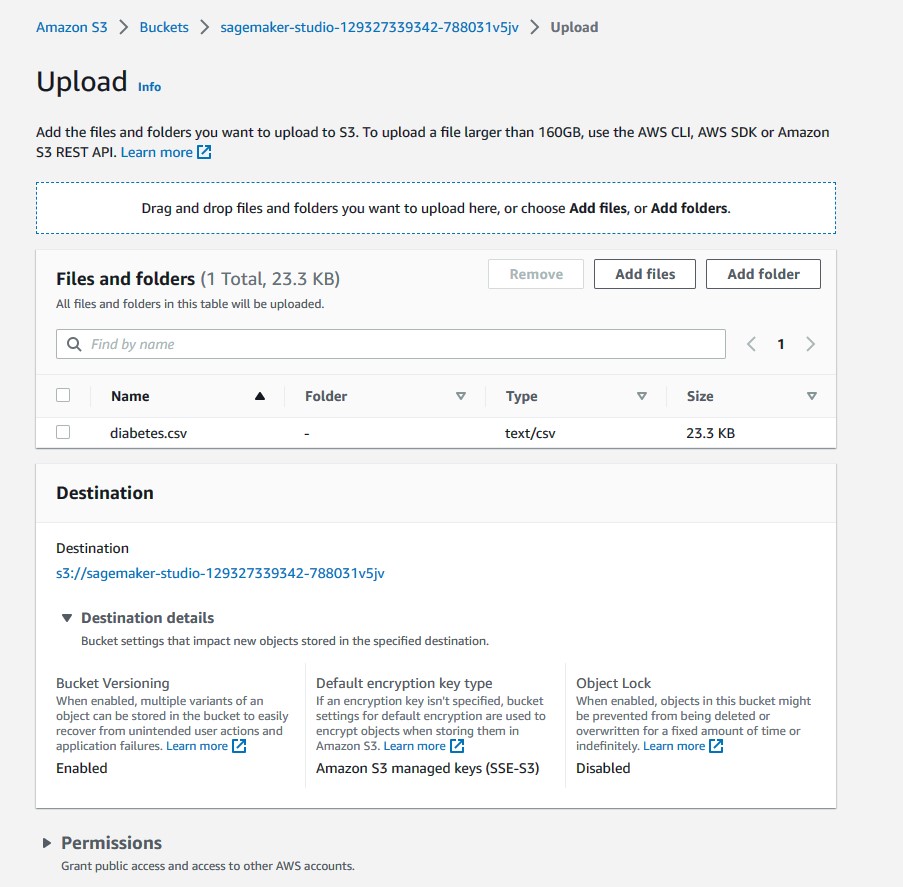 Amazon S3 > Buckets > sagemaker-studio-129327339342-788031v5jv > Upload
Upload Info
Add the files and folders you want to upload to S3. To upload a file larger than 160GB, use the AWS CLI, AWS SDK or Amazon
S3 REST API. Learn more
Drag and drop files and folders you want to upload here, or choose Add files, or Add folders.
Files and folders (1 Total, 23.3 KB)
Remove
Add files
Add folder
All files and folders in this table will be uploaded.
Find by name
< 1 >
Name Folder Type Size
diabetes.csv - text/csv 23.3 KB
Destination
Destination
s3://sagemaker-studio-129327339342-788031v5jv
Destination details
Bucket settings that impact new objects stored in the specified destination.
Bucket Versioning
When enabled, multiple variants of an
object can be stored in the bucket to easily
recover from unintended user actions and
application failures. Learn more
Enabled
Default encryption key type
If an encryption key isn't specified, bucket
settings for default encryption are used to
encrypt objects when storing them in
Amazon S3. Learn more
Amazon S3 managed keys (SSE-S3)
Object Lock
When enabled, objects in this bucket might
be prevented from being deleted or
overwritten for a fixed amount of time or
indefinitely. Learn more
Disabled
Permissions
Grant public access and access to other AWS accounts.